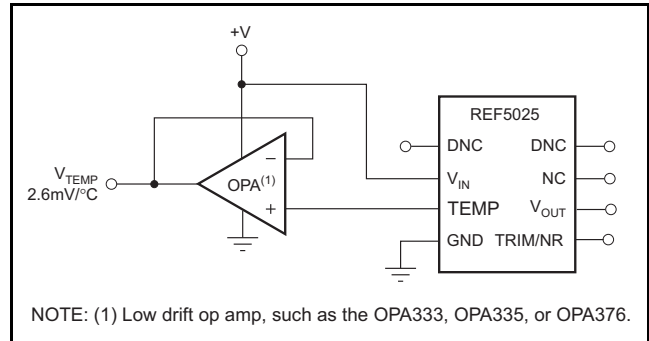 +V
REF5025
DNC DNC
V_TEMP
2.6mV/°C
OPA(1)
−
+
V_IN NC
TEMP V_OUT
GND TRIM/NR
NOTE: (1) Low drift op amp, such as the OPA333, OPA335, or OPA376.